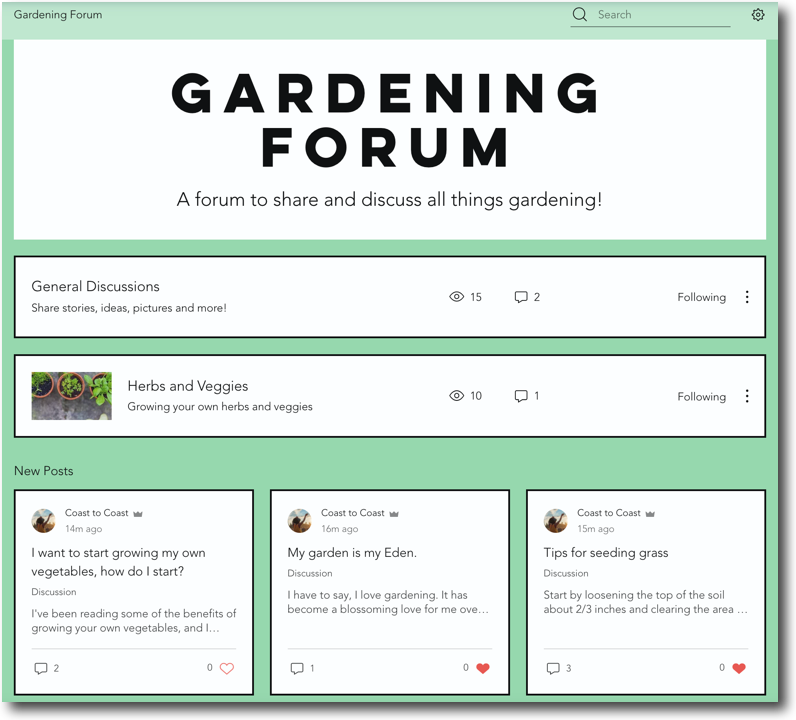 Gardening Forum
Search
GARDENING
FORUM
A forum to share and discuss all things gardening!
General Discussions
Share stories, ideas, pictures and more!
15
2
Following
Herbs and Veggies
Growing your own herbs and veggies
10
1
Following
New Posts
Coast to Coast
14m ago
I want to start growing my own
vegetables, how do I start?
Discussion
I've been reading some of the benefits of
growing your own vegetables, and I...
2
0
Coast to Coast
16m ago
My garden is my Eden.
Discussion
I have to say, I love gardening. It has
become a blossoming love for me ove...
1
0
Coast to Coast
15m ago
Tips for seeding grass
Discussion
Start by loosening the top of the soil
about 2/3 inches and clearing the area ...
3
0